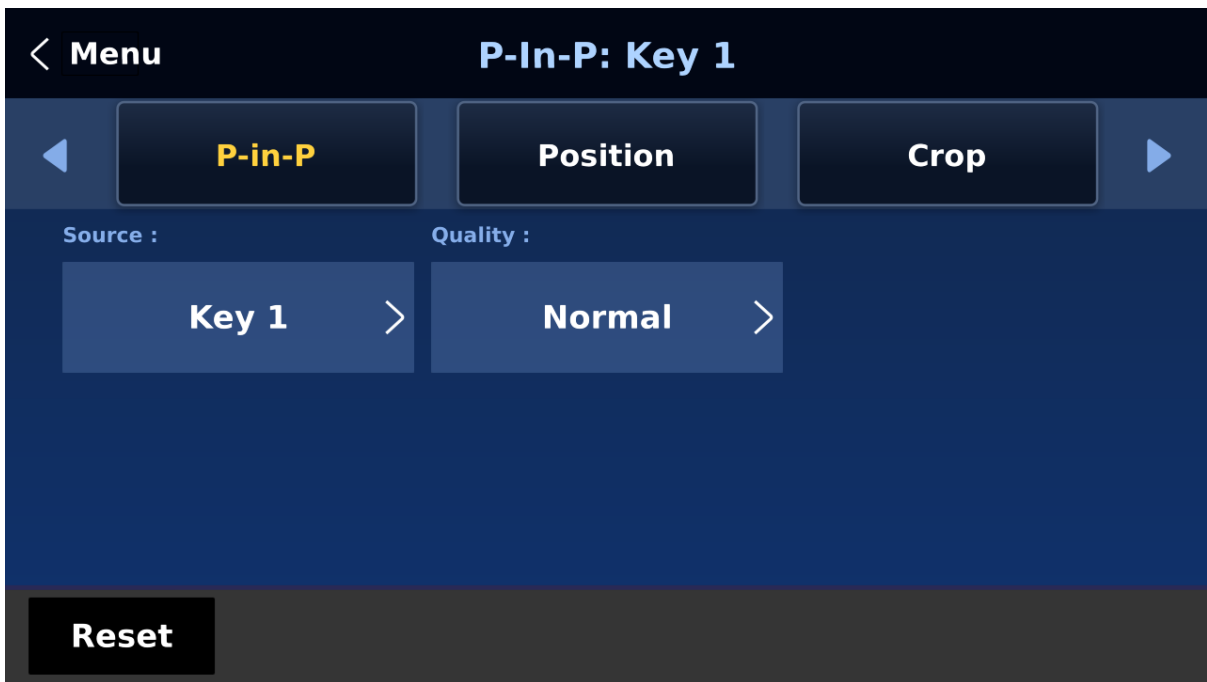 Menu
P-In-P: Key 1
P-in-P
Position
Crop
Source :
Quality :
Key 1
Normal
Reset